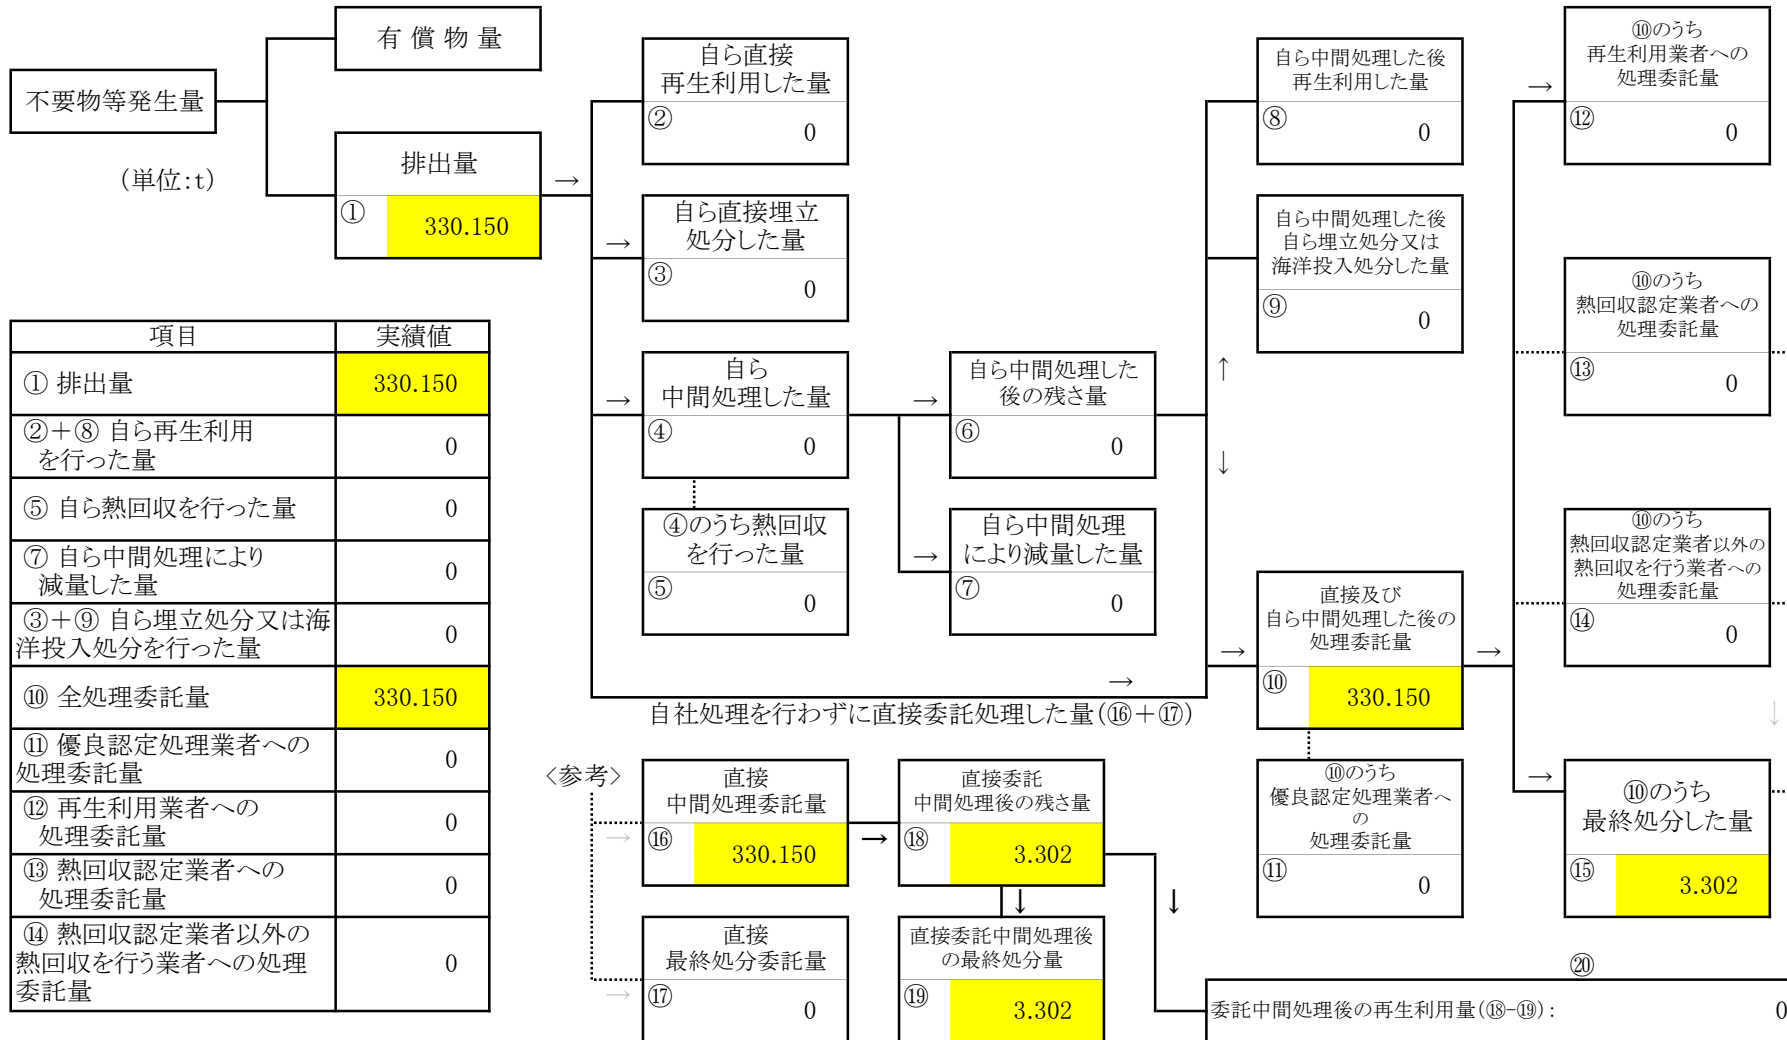 有償物量
不要物等発生量
(単位:t)
排出量
①
330.150
→
自ら直接
再生利用した量
②
0
→
自ら直接埋立
処分した量
③
0
→
自ら
中間処理した量
④
0
④のうち熱回収
を行った量
⑤
0
→
自ら中間処理した
後の残さ量
⑥
0
→
自ら中間処理
により減量した量
⑦
0
自ら中間処理した後
再生利用した量
⑧
0
自ら中間処理した後
自ら埋立処分又は
海洋投入処分した量
⑨
0
↑
↓
→
直接及び
自ら中間処理した後の
処理委託量
⑩
330.150
→
⑩のうち
優良認定処理業者へ
の
処理委託量
⑪
0
→
⑩のうち
再生利用業者への
処理委託量
⑫
0
⑩のうち
熱回収認定業者への
処理委託量
⑬
0
⑩のうち
熱回収認定業者以外の
熱回収を行う業者への
処理委託量
⑭
0
↓
→
⑩のうち
最終処分した量
⑮
3.302
→
自社処理を行わずに直接委託処理した量(⑯+⑰)
〈参考〉
→
直接
中間処理委託量
⑯
330.150
→
直接委託
中間処理後の残さ量
⑱
3.302
↓
↓
→
直接
最終処分委託量
⑰
0
直接委託中間処理後
の最終処分量
⑲
3.302
⑳
委託中間処理後の再生利用量(⑱-⑲): 0
項目 実績値
① 排出量 330.150
②+⑧ 自ら再生利用
を行った量 0
⑤ 自ら熱回収を行った量 0
⑦ 自ら中間処理により
減量した量 0
③+⑨ 自ら埋立処分又は海
洋投入処分を行った量 0
⑩ 全処理委託量 330.150
⑪ 優良認定処理業者への
処理委託量 0
⑫ 再生利用業者への
処理委託量 0
⑬ 熱回収認定業者への
処理委託量 0
⑭ 熱回収認定業者以外の
熱回収を行う業者への処理
委託量 0